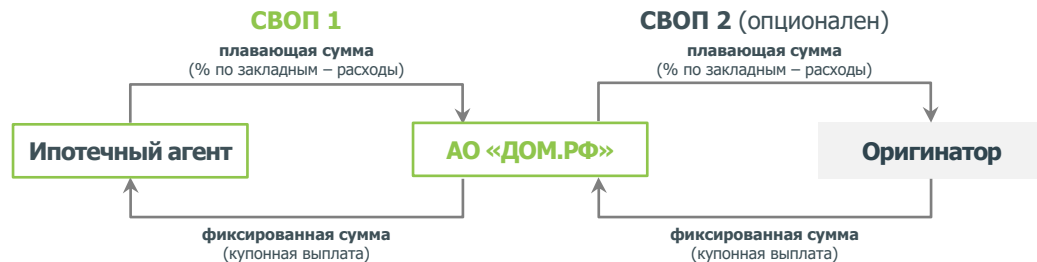 СВОП 1
СВОП 2 (опционален)
плавающая сумма
(% по закладным – расходы)
плавающая сумма
(% по закладным – расходы)
Ипотечный агент
АО «ДОМ.РФ»
Оригинатор
фиксированная сумма
(купонная выплата)
фиксированная сумма
(купонная выплата)